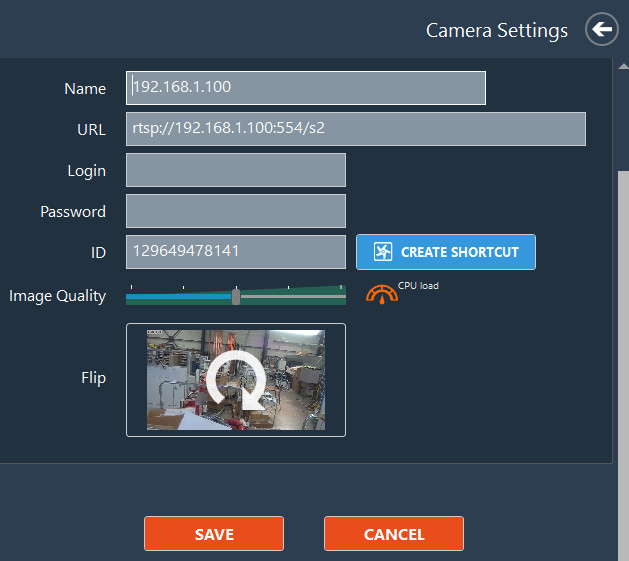 Camera Settings
Name 192.168.1.100
URL rtsp://192.168.1.100:554/s2
Login
Password
ID 129649478141 CREATE SHORTCUT
Image Quality CPU load
Flip
SAVE CANCEL